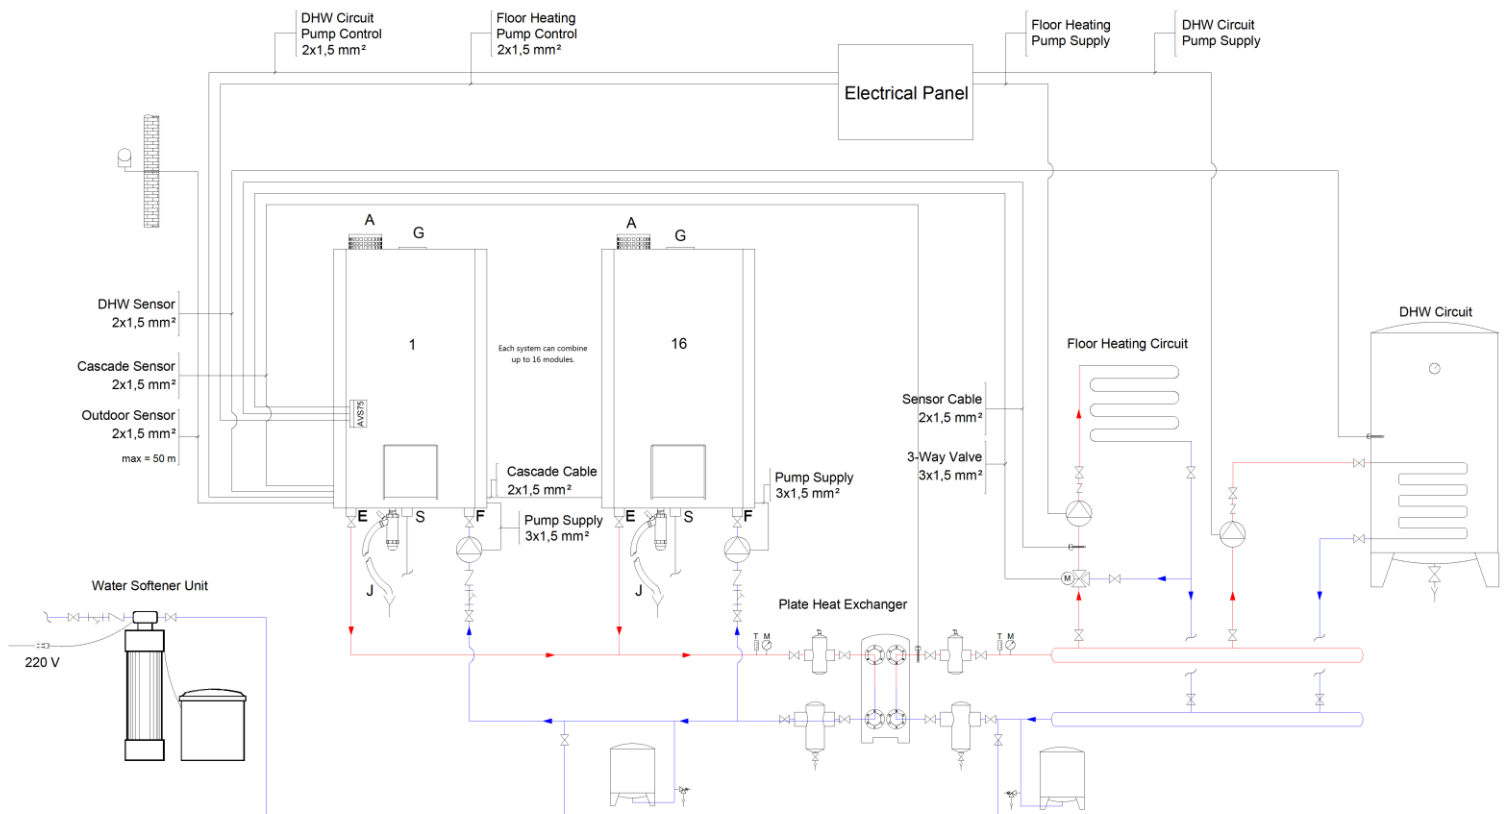 DHW Circuit
Pump Control
2x1,5 mm²
Floor Heating
Pump Control
2x1,5 mm²
Floor Heating
Pump Supply
DHW Circuit
Pump Supply
Electrical Panel
A
G
A
G
DHW Sensor
2x1,5 mm²
Cascade Sensor
2x1,5 mm²
Outdoor Sensor
2x1,5 mm²
max = 50 m
1
Each system can combine
up to 16 modules.
16
AVS75
DHW Circuit
Floor Heating Circuit
Sensor Cable
2x1,5 mm²
3-Way Valve
3x1,5 mm²
Cascade Cable
2x1,5 mm²
Pump Supply
3x1,5 mm²
E
S
F
Pump Supply
3x1,5 mm²
E
S
F
J
J
M
Water Softener Unit
220 V
Plate Heat Exchanger
T
M
T
M